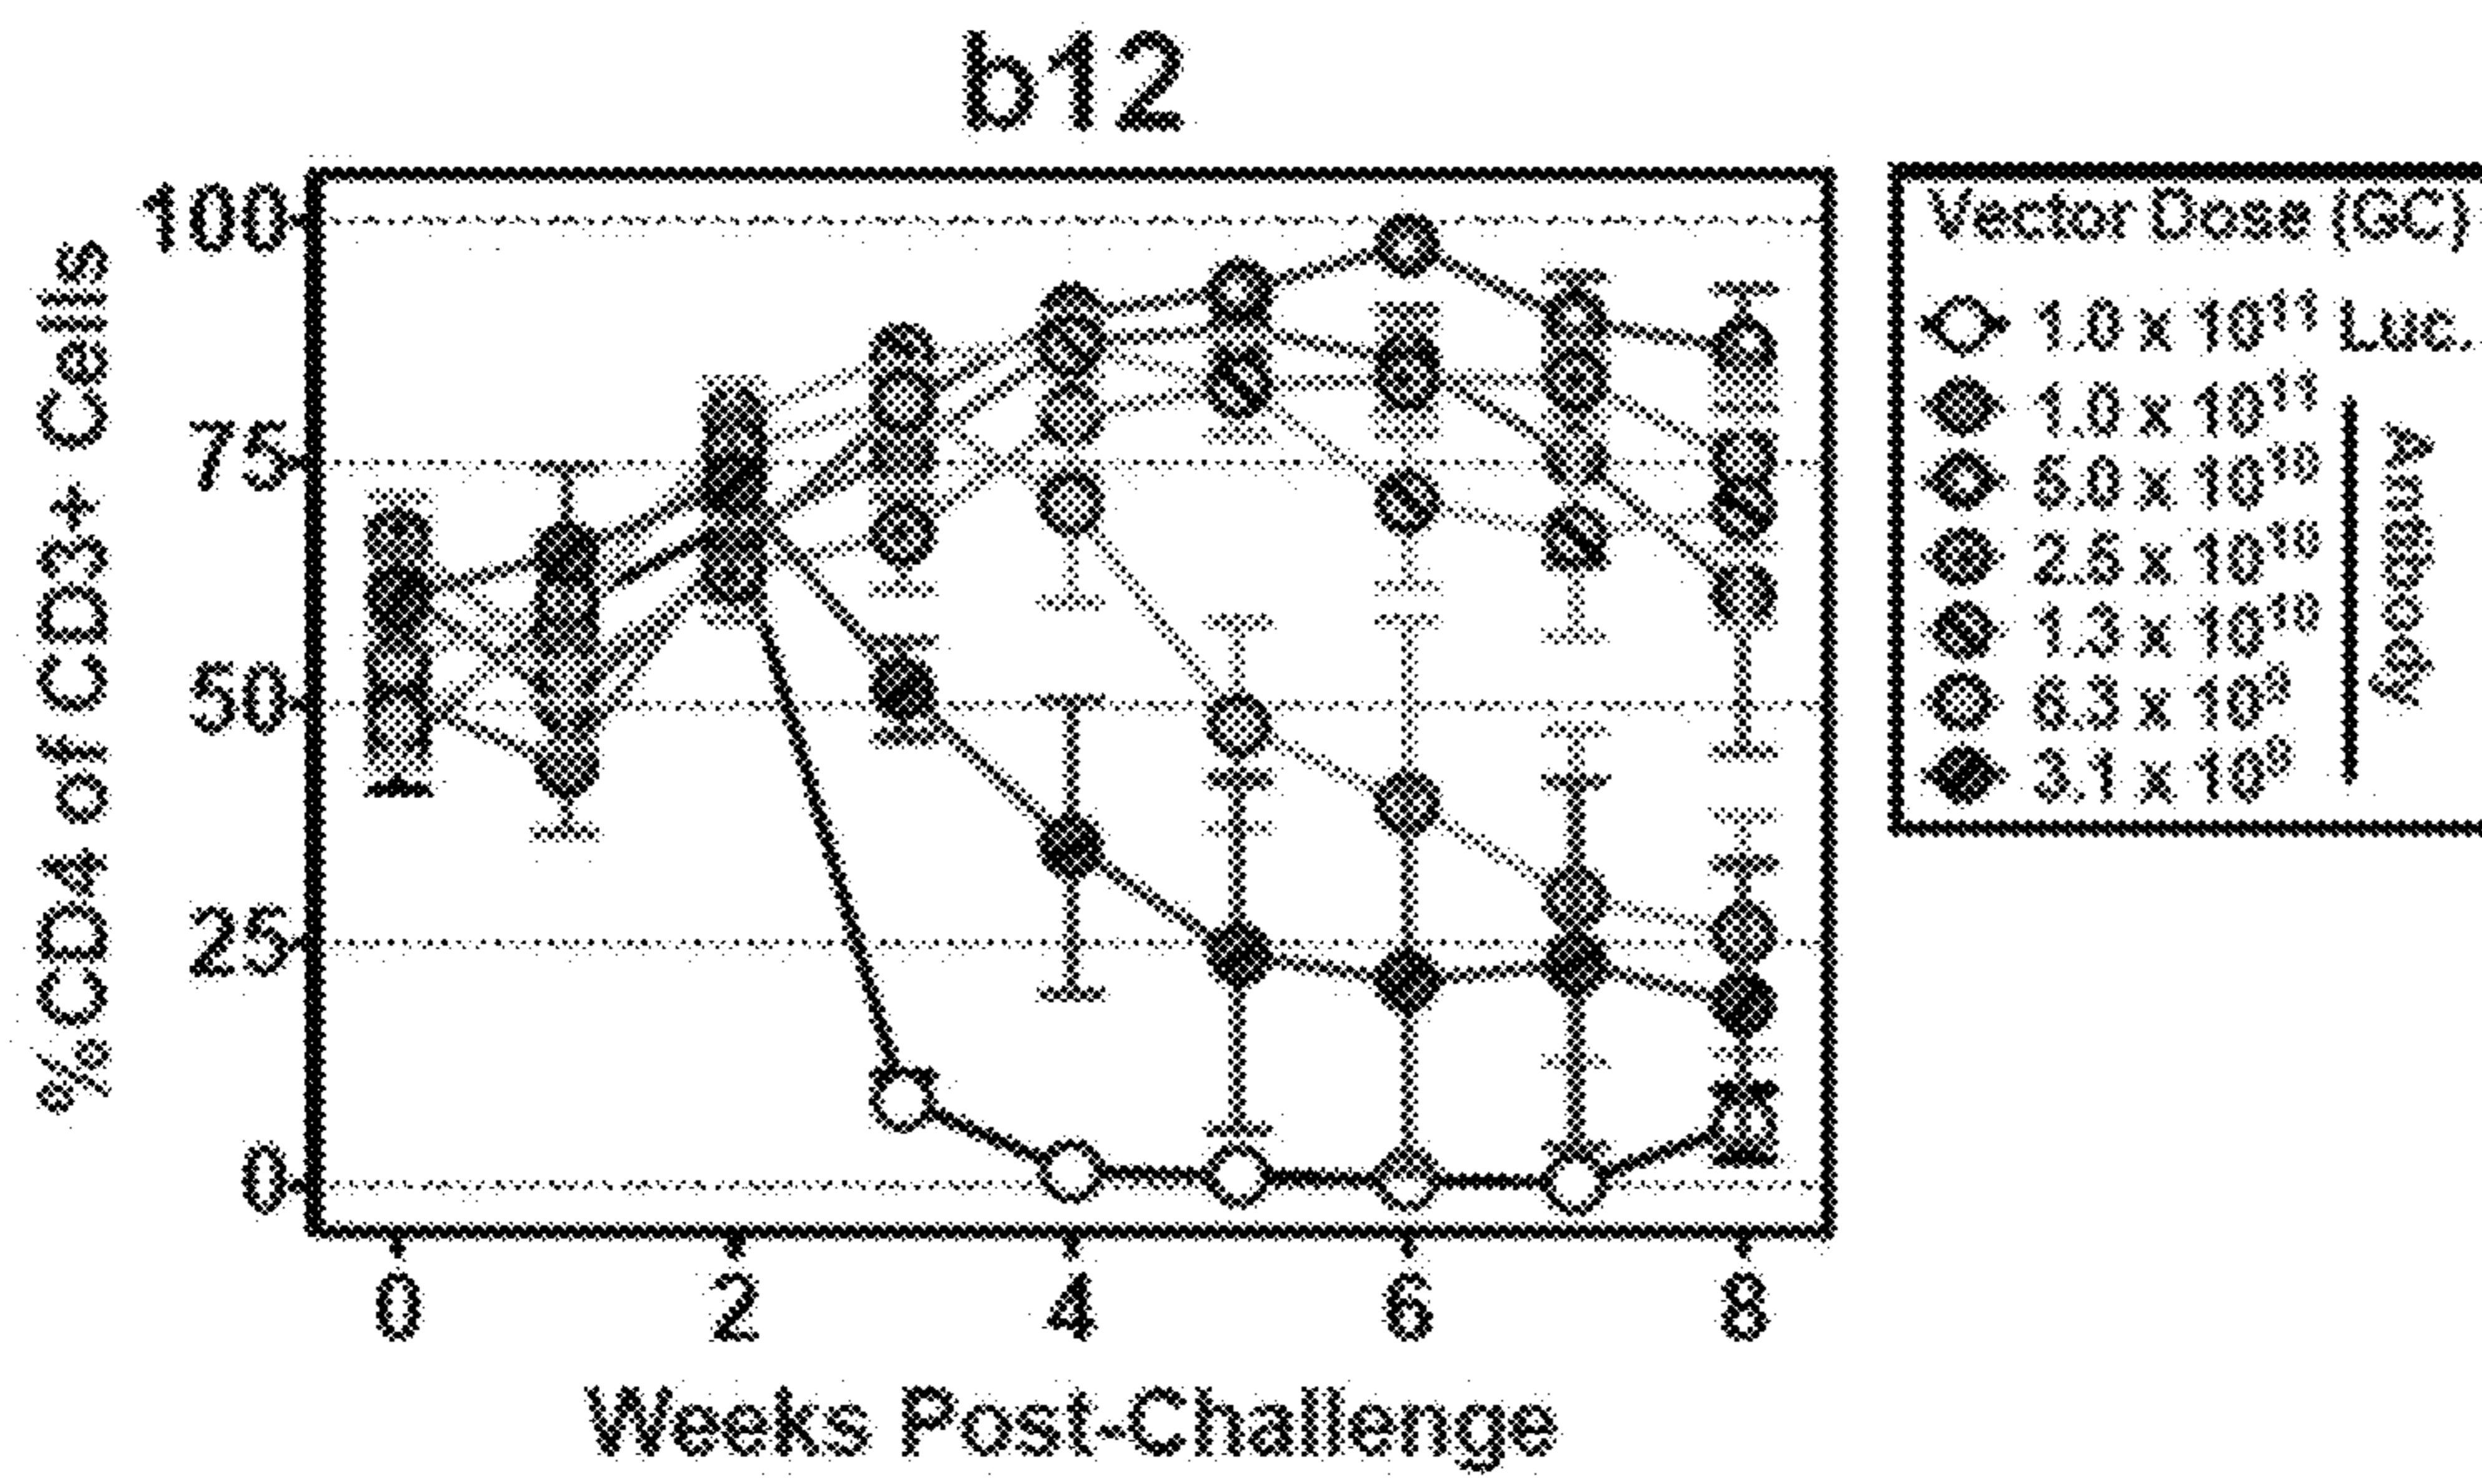 b12
%CD4 of CD3+ Cells
100
75
50
25
0
0 2 4 6 8
Weeks Post-Challenge
Vector Dose (GC)
1.0 x 10¹¹ Luc.
1.0 x 10¹¹
5.0 x 10¹⁰
2.5 x 10¹⁰
1.3 x 10¹⁰
6.3 x 10⁹
3.1 x 10⁹